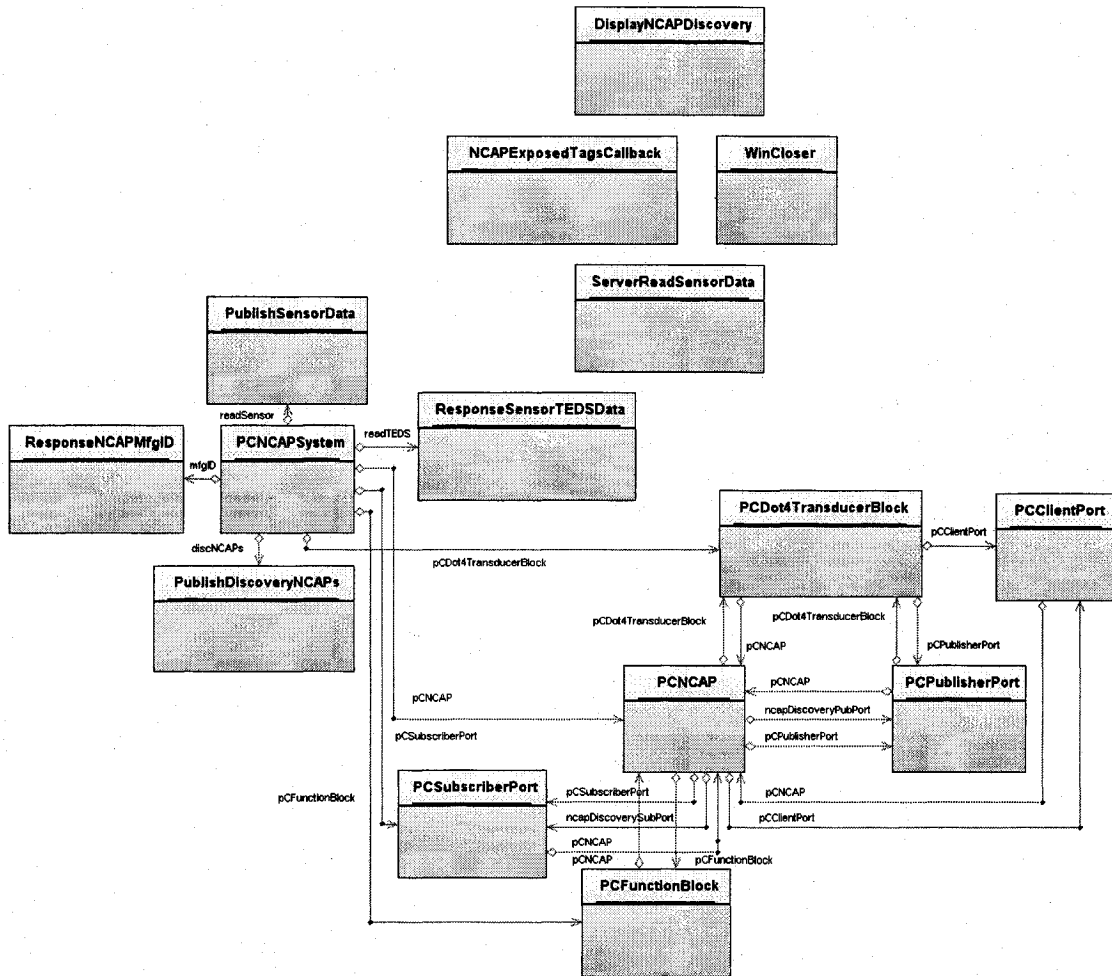 DisplayNCAPDiscovery
NCAPExposedTagsCallback
WinCloser
ServerReadSensorData
PublishSensorData
readSensor
ResponseNCAPMfgID
mfgID
PCNCAPSystem
readTEDS
ResponseSensorTEDSData
discNCAPs
PublishDiscoveryNCAPs
pCDot4TransducerBlock
PCDot4TransducerBlock
pCClientPort
PCClientPort
pCDot4TransducerBlock
pCNCAP
pCDot4TransducerBlock
pCPublisherPort
pCNCAP
pCSubscriberPort
PCNCAP
pCNCAP
ncapDiscoveryPubPort
pCPublisherPort
PCPublisherPort
pCFunctionBlock
PCSubscriberPort
pCSubscriberPort
ncapDiscoverySubPort
pCNCAP
pCNCAP
pCFunctionBlock
pCNCAP
pCClientPort
PCFunctionBlock